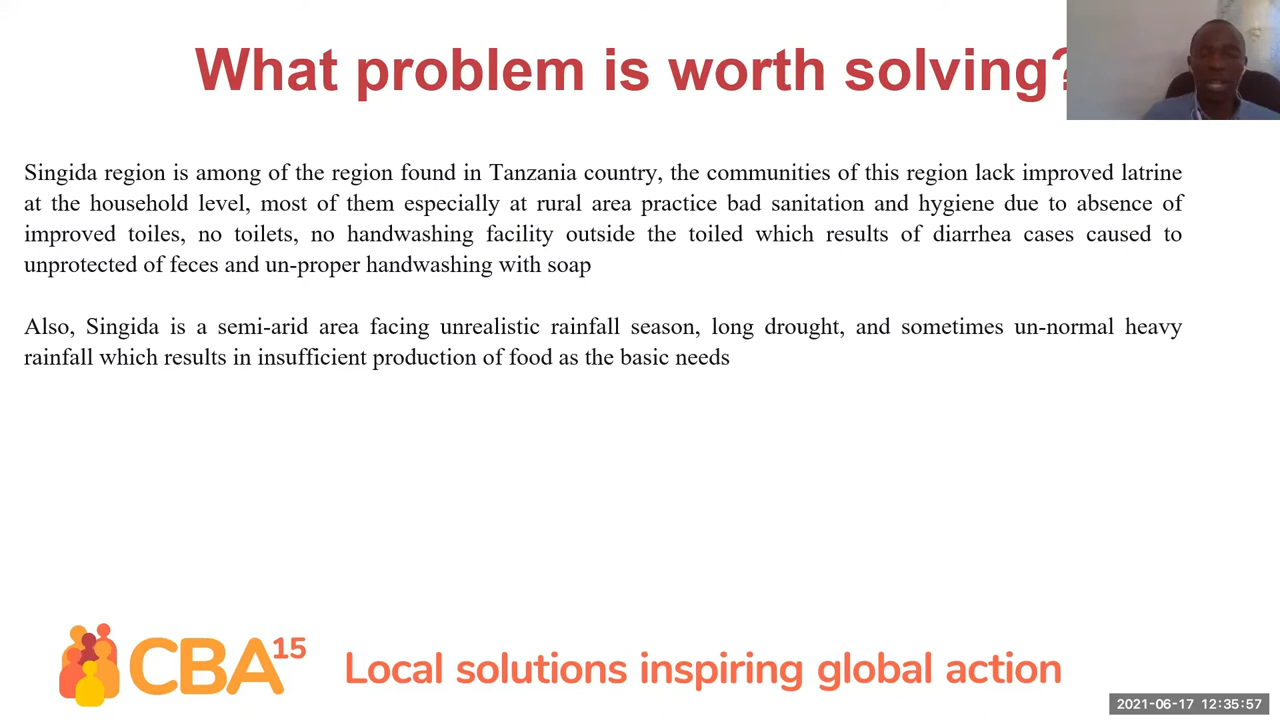 What problem is worth solving?
Singida region is among of the region found in Tanzania country, the communities of this region lack improved latrine
at the household level, most of them especially at rural area practice bad sanitation and hygiene due to absence of
improved toiles, no toilets, no handwashing facility outside the toiled which results of diarrhea cases caused to
unprotected of feces and un-proper handwashing with soap
Also, Singida is a semi-arid area facing unrealistic rainfall season, long drought, and sometimes un-normal heavy
rainfall which results in insufficient production of food as the basic needs
CBA15
Local solutions inspiring global action
2021-06-17 12:35:57